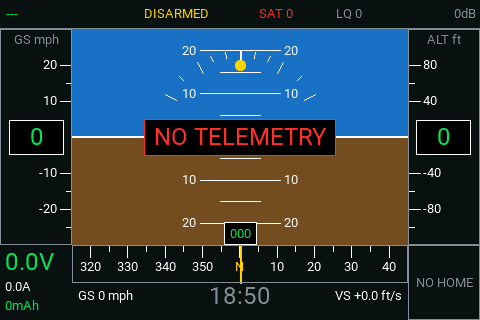 --- DISARMED SAT 0 LQ 0 0dB
GS mph ALT ft
20 20 20 80
10 10 10 40
0 NO TELEMETRY 0
-10 10 10 -40
-20 20 20 -80
000
0.0V 320 330 340 350 N 10 20 30 40
0.0A GS 0 mph 18:50 VS +0.0 ft/s NO HOME
0mAh